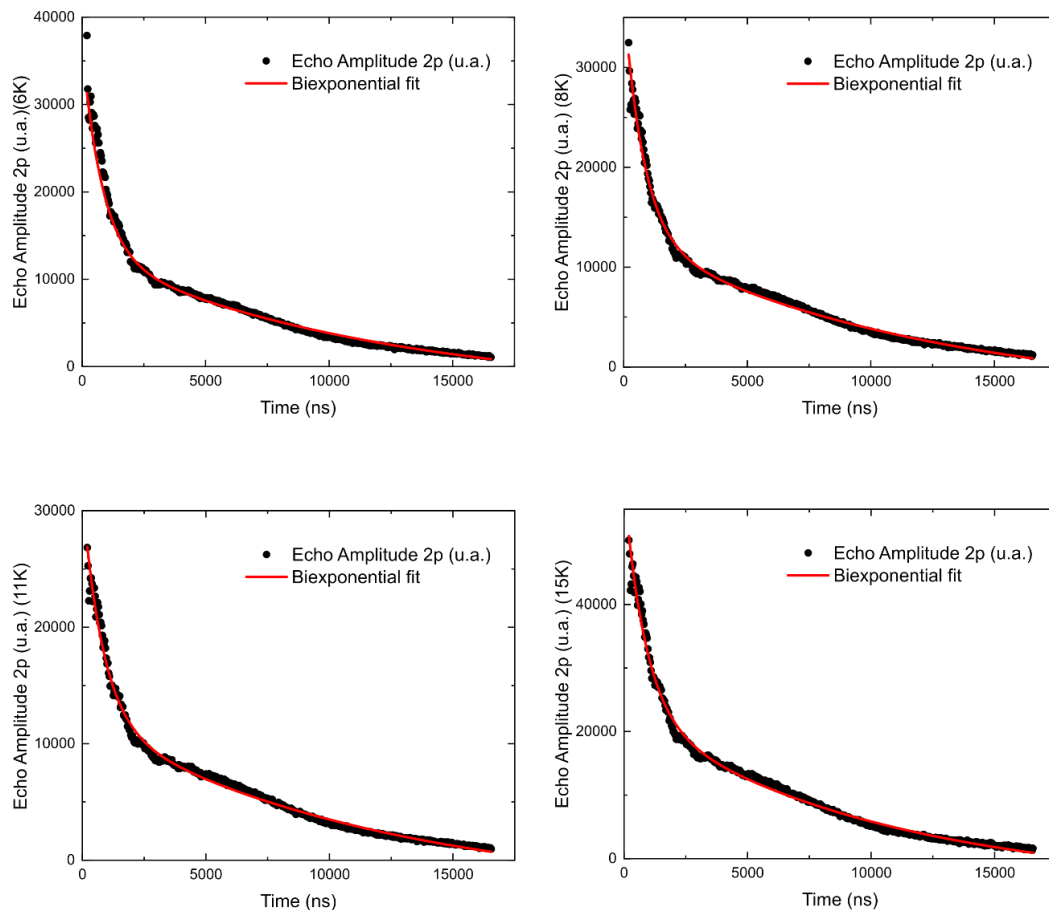 40000
30000
20000
10000
0
Echo Amplitude 2p (u.a.)(6K)
Echo Amplitude 2p (u.a.)
Biexponential fit
0 5000 10000 15000
Time (ns)
30000
20000
10000
0
Echo Amplitude 2p (u.a.) (8K)
Echo Amplitude 2p (u.a.)
Biexponential fit
0 5000 10000 15000
Time (ns)
30000
20000
10000
0
Echo Amplitude 2p (u.a.) (11K)
Echo Amplitude 2p (u.a.)
Biexponential fit
0 5000 10000 15000
Time (ns)
40000
20000
0
Echo Amplitude 2p (u.a.) (15K)
Echo Amplitude 2p (u.a.)
Biexponential fit
0 5000 10000 15000
Time (ns)